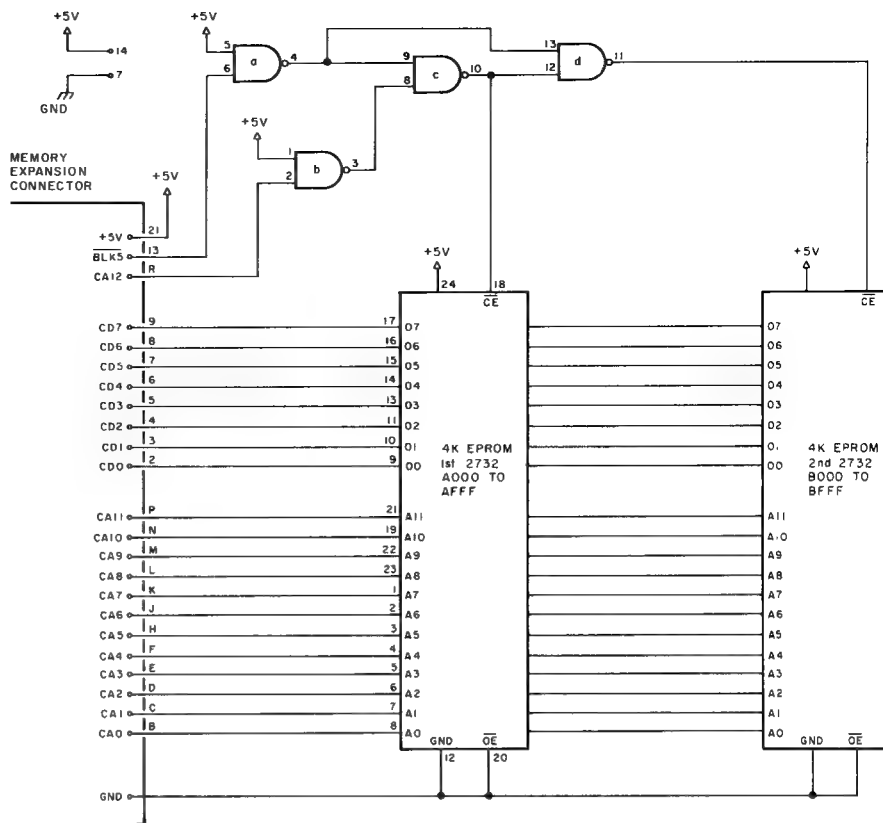 +5V
14
7
GND
+5V
5
6
a
4
9
8
c
10
13
12
d
11
+5V
1
2
b
3
MEMORY
EXPANSION
CONNECTOR
+5V
+5V 21
BLK5 13
CA12 R
+5V
24
18
CE
+5V
CE
CD7 9 17 O7 O7
CD6 8 16 O6 O6
CD5 7 15 O5 O5
CD4 6 14 O4 O4
CD3 5 13 O3 O3
CD2 4 11 O2 O2
CD1 3 10 O1 O1
CD0 2 9 O0 O0
4K EPROM
1st 2732
A000 TO
AFFF
4K EPROM
2nd 2732
B000 TO
BFFF
CA11 P 21 A11 A11
CA10 N 19 A10 A10
CA9 M 22 A9 A9
CA8 L 23 A8 A8
CA7 K 1 A7 A7
CA6 J 2 A6 A6
CA5 H 3 A5 A5
CA4 F 4 A4 A4
CA3 E 5 A3 A3
CA2 D 6 A2 A2
CA1 C 7 A1 A1
CA0 B 8 A0 A0
GND OE
12 20
GND OE
GND